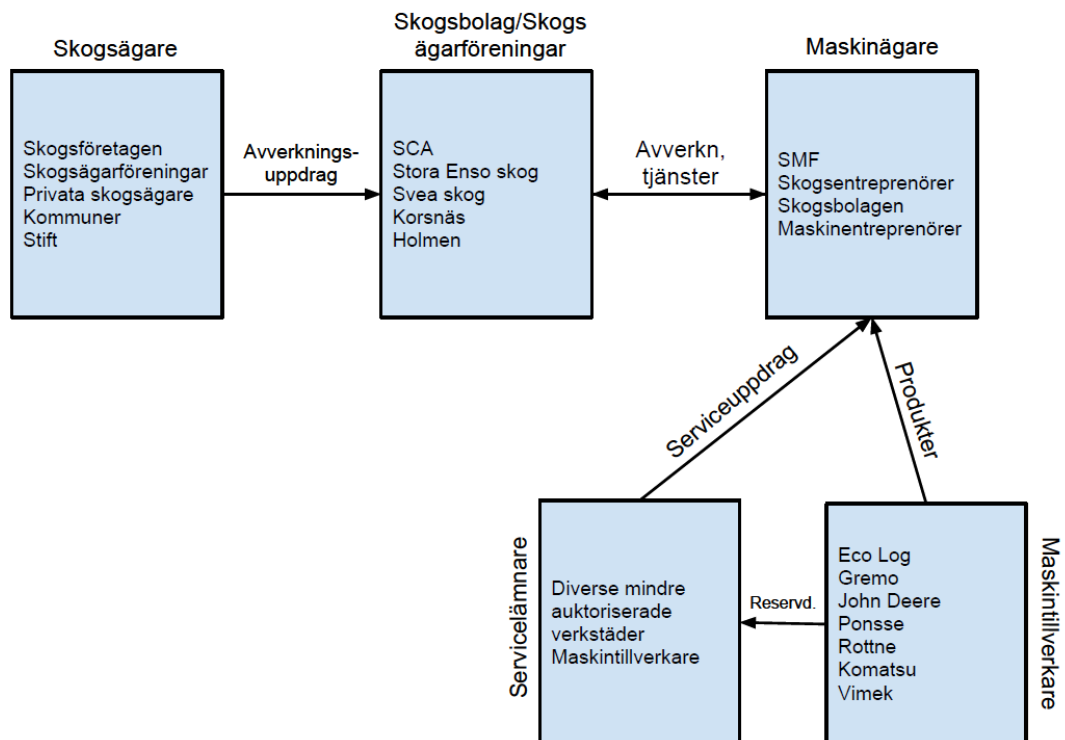 Skogsägare
Skogsföretagen
Skogsägarföreningar
Privata skogsägare
Kommuner
Stift
Avverknings-
uppdrag
Skogsbolag/Skogs
ägarföreningar
SCA
Stora Enso skog
Svea skog
Korsnäs
Holmen
Avverkn,
tjänster
Maskinägare
SMF
Skogsentreprenörer
Skogsbolagen
Maskinentreprenörer
Serviceuppdrag
Produkter
Servicelämnare
Diverse mindre
auktoriserade
verkstäder
Maskintillverkare
Reservd.
Eco Log
Gremo
John Deere
Ponsse
Rottne
Komatsu
Vimek
Maskintillverkare